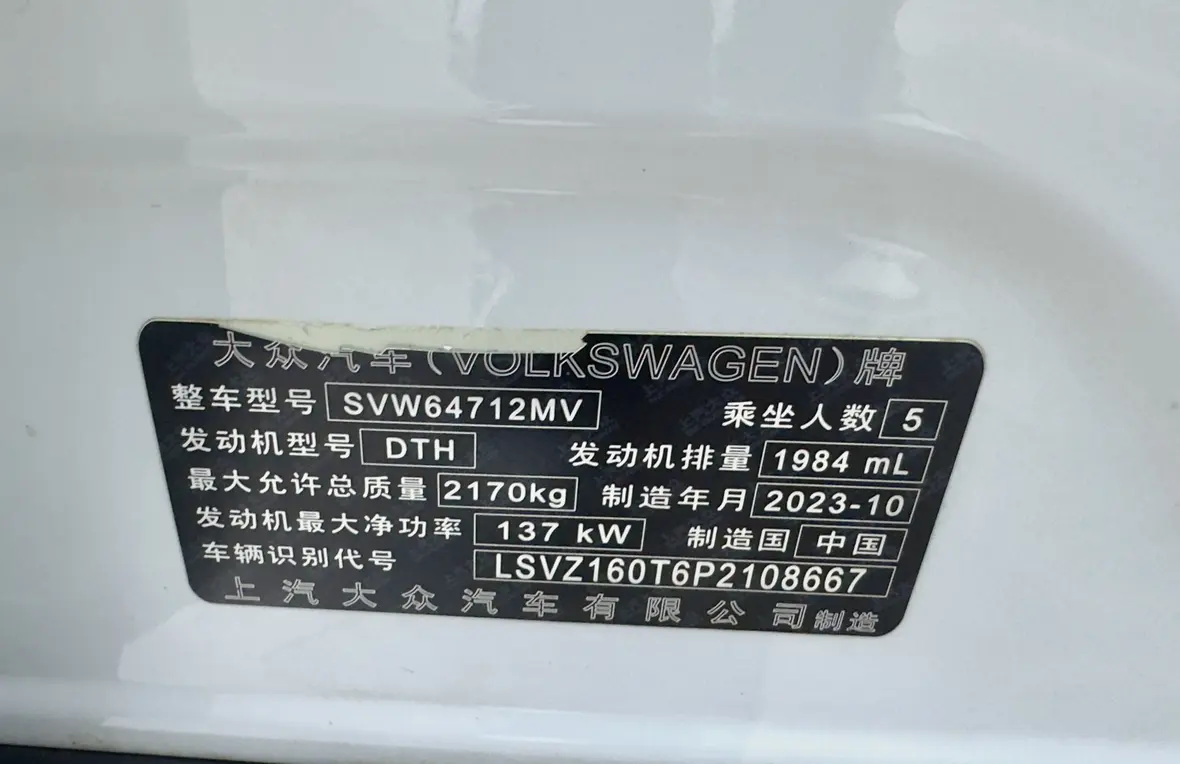 大众汽车(VOLKSWAGEN)牌
整车型号 SVW64712MV 乘坐人数 5
发动机型号 DTH 发动机排量 1984 mL
最大允许总质量 2170kg 制造年月 2023-10
发动机最大净功率 137 kW 制造国 中国
车辆识别代号 LSVZ160T6P2108667
上汽大众汽车有限公司制造